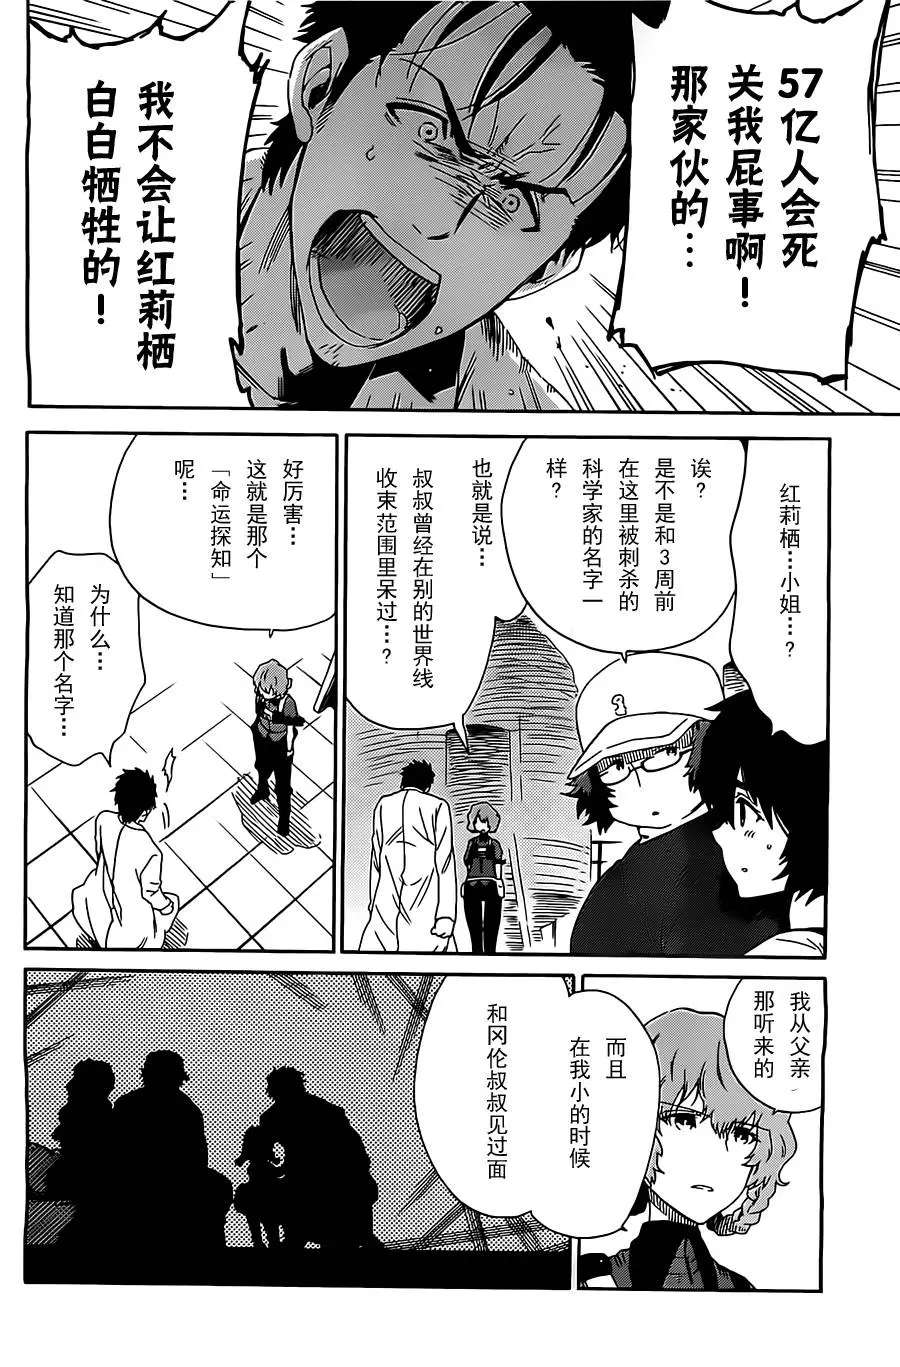 57亿人会死
关我屁事啊！
那家伙的…
我不会让红莉栖
白白牺牲的！
红莉栖…小姐…？
诶？
是不是和3周前
在这里被刺杀的
科学家的名字一
样？
也就是说…
叔叔曾经在别的世界线
收束范围里呆过…？
好厉害…
这就是那个
「命运探知」
呢…
为什么…
知道那个名字…
我从父亲
那听来的
而且
在我小的时候
和冈伦叔叔见过面